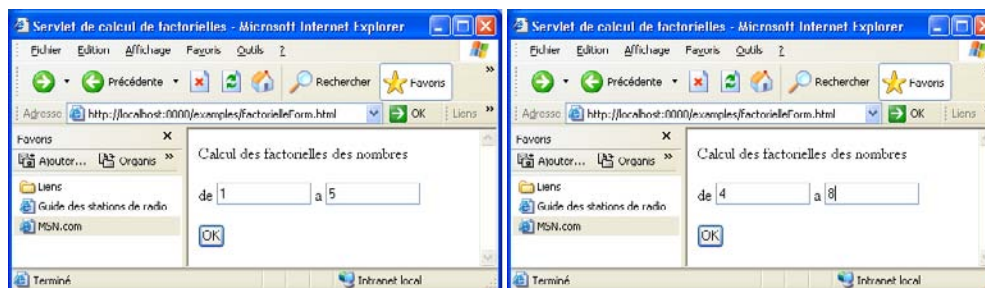 Servlet de calcul de factorielles - Microsoft Internet Explorer
Fichier Edition Affichage Favoris Outils ?
Précédente Rechercher Favoris »
Adresse http://localhost:8080/examples/FactorielleForm.html OK Liens »
Favoris x
Ajouter... Organis »
Liens
Guide des stations de radio
MSN.com
Calcul des factorielles des nombres
de 1 a 5
OK
Terminé Intranet local
Servlet de calcul de factorielles - Microsoft Internet Explorer
Fichier Edition Affichage Favoris Outils ?
Précédente Rechercher Favoris
Adresse http://localhost:8080/examples/FactorielleForm.html OK Liens
Favoris x
Ajouter... Organis »
Liens
Guide des stations de radio
MSN.com
Calcul des factorielles des nombres
de 4 a 8
OK
Terminé Intranet local